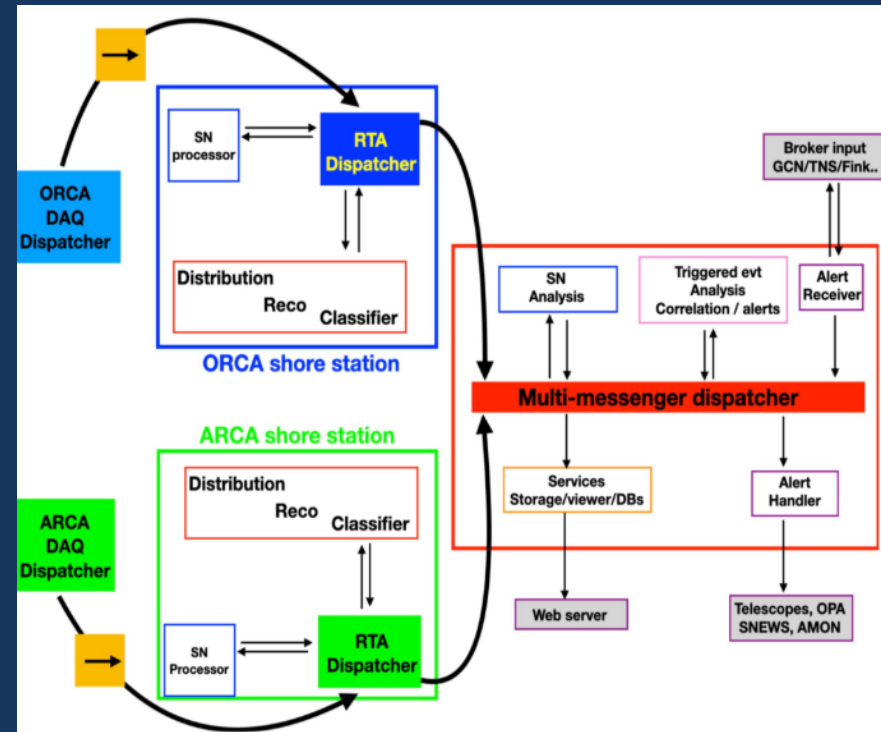 SN
processor
RTA
Dispatcher
ORCA
DAQ
Dispatcher
Distribution
Reco
Classifier
ORCA shore station
Broker input
GCN/TNS/Fink..
SN
Analysis
Triggered evt
Analysis
Correlation / alerts
Alert
Receiver
Multi-messenger dispatcher
Services
Storage/viewer/DBs
Alert
Handler
Web server
Telescopes, OPA
SNEWS, AMON
ARCA shore station
Distribution
Reco
Classifier
ARCA
DAQ
Dispatcher
SN
Processor
RTA
Dispatcher